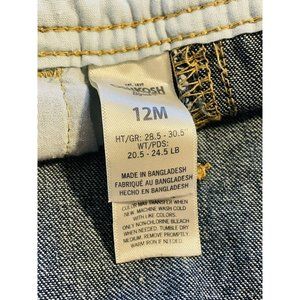 OSHKOSH
12M
HT/GR: 28.5 - 30.5"
WT/PDS:
20.5 - 24.5 LB
MADE IN BANGLADESH
FABRIQUÉ AU BANGLADESH
HECHO EN BANGLADESH
COLOR MAY TRANSFER WHEN
NEW. MACHINE WASH COLD
WITH LIKE COLORS.
ONLY NON-CHLORINE BLEACH
WHEN NEEDED. TUMBLE DRY
MEDIUM. REMOVE PROMPTLY.
WARM IRON IF NEEDED.